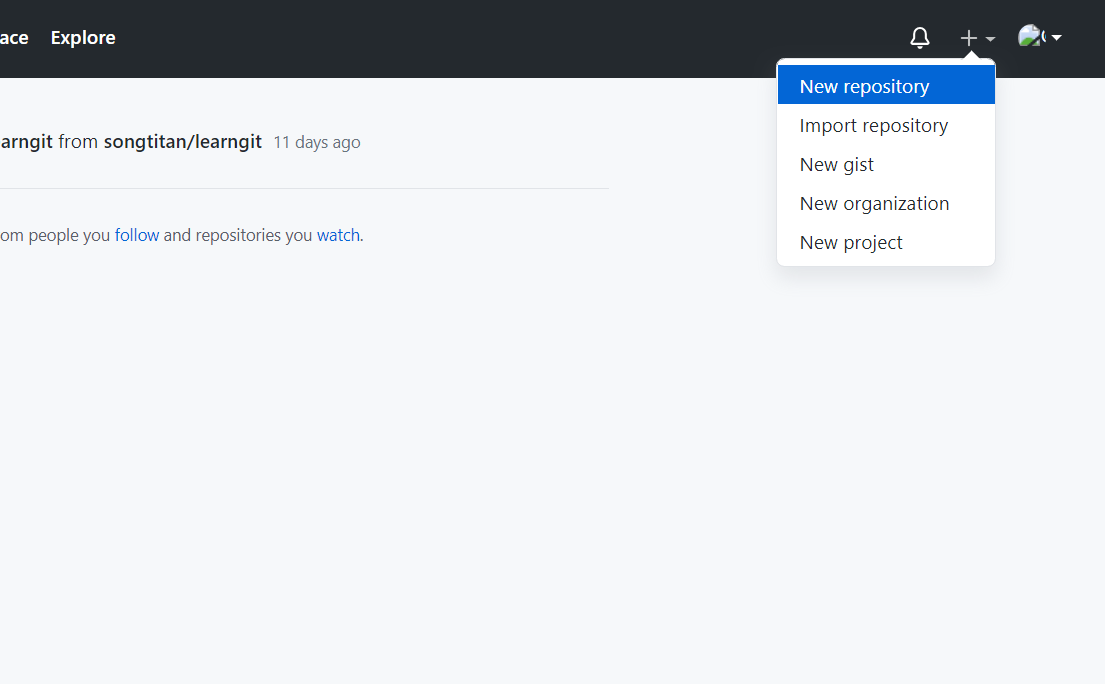 ace Explore
New repository
Import repository
New gist
New organization
New project
arngit from songtitan/learngit 11 days ago
om people you follow and repositories you watch.